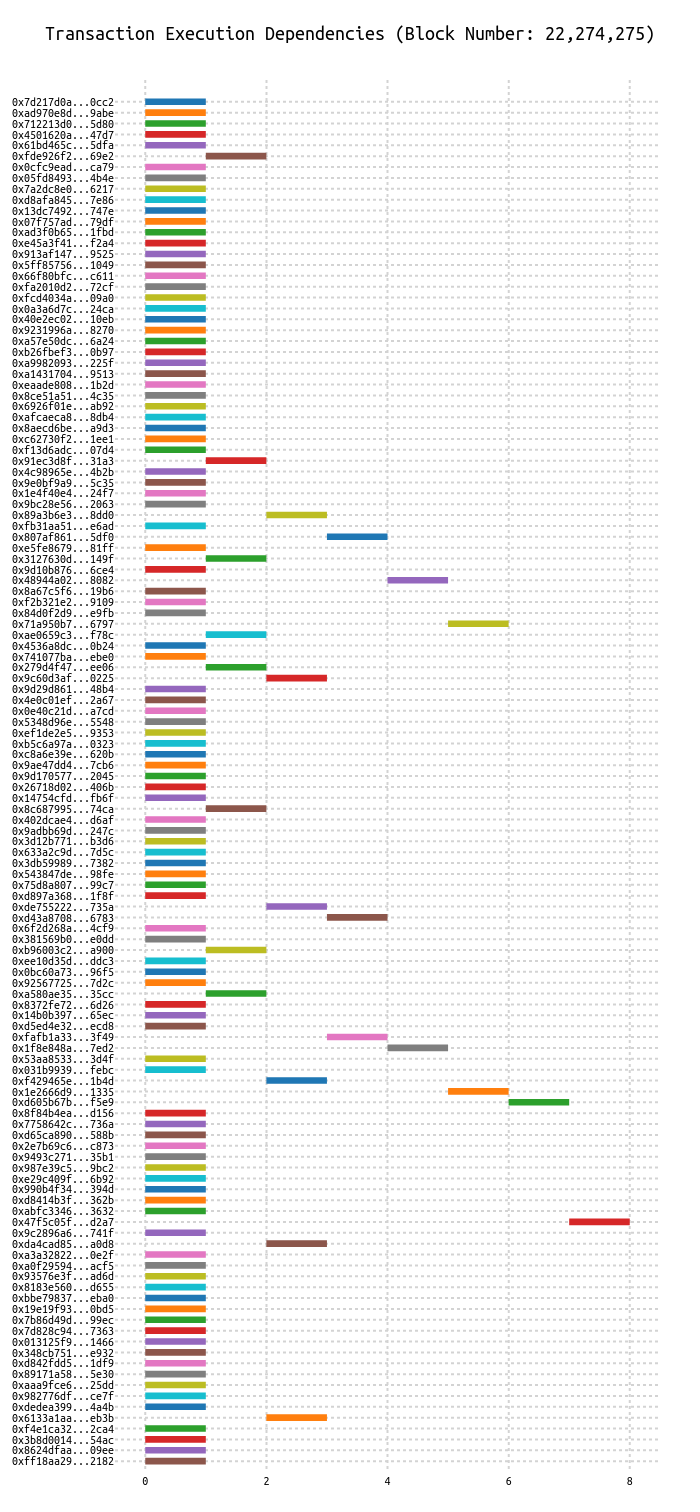 Transaction Execution Dependencies (Block Number: 22,274,275)
0x7d217d0a...0cc2
0xad970e8d...9abe
0x712213d0...5d80
0x4501620a...47d7
0x61bd465c...5dfa
0xfde926f2...69e2
0x0cfc9ead...ca79
0x05fd8493...4b4e
0x7a2dc8e0...6217
0xd8afa845...7e86
0x13dc7492...747e
0x07f757ad...79df
0xad3f0b65...1fbd
0xe45a3f41...f2a4
0x913af147...9525
0x5ff85756...1049
0x66f80bfc...c611
0xfa2010d2...72cf
0xfcd4034a...09a0
0x0a3a6d7c...24ca
0x40e2ec02...10eb
0x9231996a...8270
0xa57e50dc...6a24
0xb26fbef3...0b97
0xa9982093...225f
0xa1431704...9513
0xeaade808...1b2d
0x8ce51a51...4c35
0x6926f01e...ab92
0xafcaeca8...8db4
0x8aecd6be...a9d3
0xc62730f2...1ee1
0xf13d6adc...07d4
0x91ec3d8f...31a3
0x4c98965e...4b2b
0x9e0bf9a9...5c35
0x1e4f40e4...24f7
0x9bc28e56...2063
0x89a3b6e3...8dd0
0xfb31aa51...e6ad
0x807af861...5df0
0xe5fe8679...81ff
0x3127630d...149f
0x9d10b876...6ce4
0x48944a02...8082
0x8a67c5f6...19b6
0xf2b321e2...9109
0x84d0f2d9...e9fb
0x71a950b7...6797
0xae0659c3...f78c
0x4536a8dc...0b24
0x741077ba...ebe0
0x279d4f47...ee06
0x9c60d3af...0225
0x9d29d861...48b4
0x4e0c01ef...2a67
0x0e40c21d...a7cd
0x5348d96e...5548
0xef1de2e5...9353
0xb5c6a97a...0323
0xc8a6e39e...620b
0x9ae47dd4...7cb6
0x9d170577...2045
0x26718d02...406b
0x14754cfd...fb6f
0x8c687995...74ca
0x402dcae4...d6af
0x9adbb69d...247c
0x3d12b771...b3d6
0x633a2c9d...7d5c
0x3db59989...7382
0x543847de...98fe
0x75d8a807...99c7
0xd897a368...1f8f
0xde755222...735a
0xd43a8708...6783
0x6f2d268a...4cf9
0x381569b0...e0dd
0xb96003c2...a900
0xee10d35d...ddc3
0x0bc60a73...96f5
0x92567725...7d2c
0xa580ae35...35cc
0x8372fe72...6d26
0x14b0b397...65ec
0xd5ed4e32...ecd8
0xfafb1a33...3f49
0x1f8e848a...7ed2
0x53aa8533...3d4f
0x031b9939...febc
0xf429465e...1b4d
0x1e2666d9...1335
0xd605b67b...f5e9
0x8f84b4ea...d156
0x7758642c...736a
0xd65ca890...588b
0x2e7b69c6...c873
0x9493c271...35b1
0x987e39c5...9bc2
0xe29c409f...6b92
0x990b4f34...394d
0xd8414b3f...362b
0xabfc3346...3632
0x47f5c05f...d2a7
0x9c2896a6...741f
0xda4cad85...a0d8
0xa3a32822...0e2f
0xa0f29594...acf5
0x93576e3f...ad6d
0x8183e560...d655
0xbbe79837...eba0
0x19e19f93...0bd5
0x7b86d49d...99ec
0x7d828c94...7363
0x013125f9...1466
0x348cb751...e932
0xd842fdd5...1df9
0x89171a58...5e30
0xaaa9fce6...25dd
0x982776df...ce7f
0xdedea399...4a4b
0x6133a1aa...eb3b
0xf4e1ca32...2ca4
0x3b8d0014...54ac
0x8624dfaa...09ee
0xff18aa29...2182
0 2 4 6 8